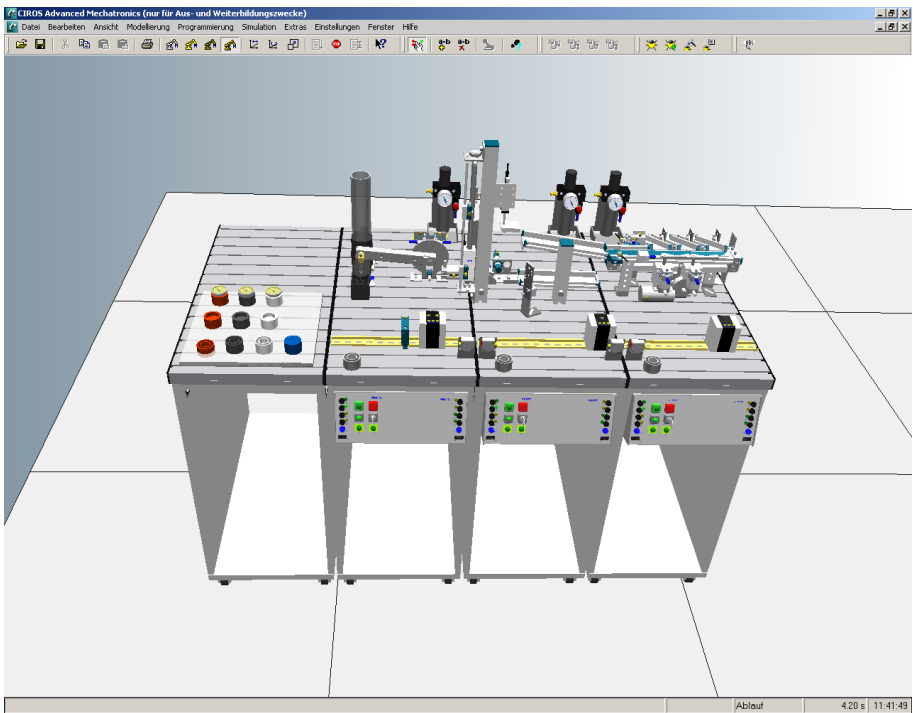 CIROS Advanced Mechatronics (nur für Aus- und Weiterbildungszwecke)
Datei Bearbeiten Ansicht Modellierung Programmierung Simulation Extras Einstellungen Fenster Hilfe
a-b a-b
Ablauf 4.20 s 11:41:49